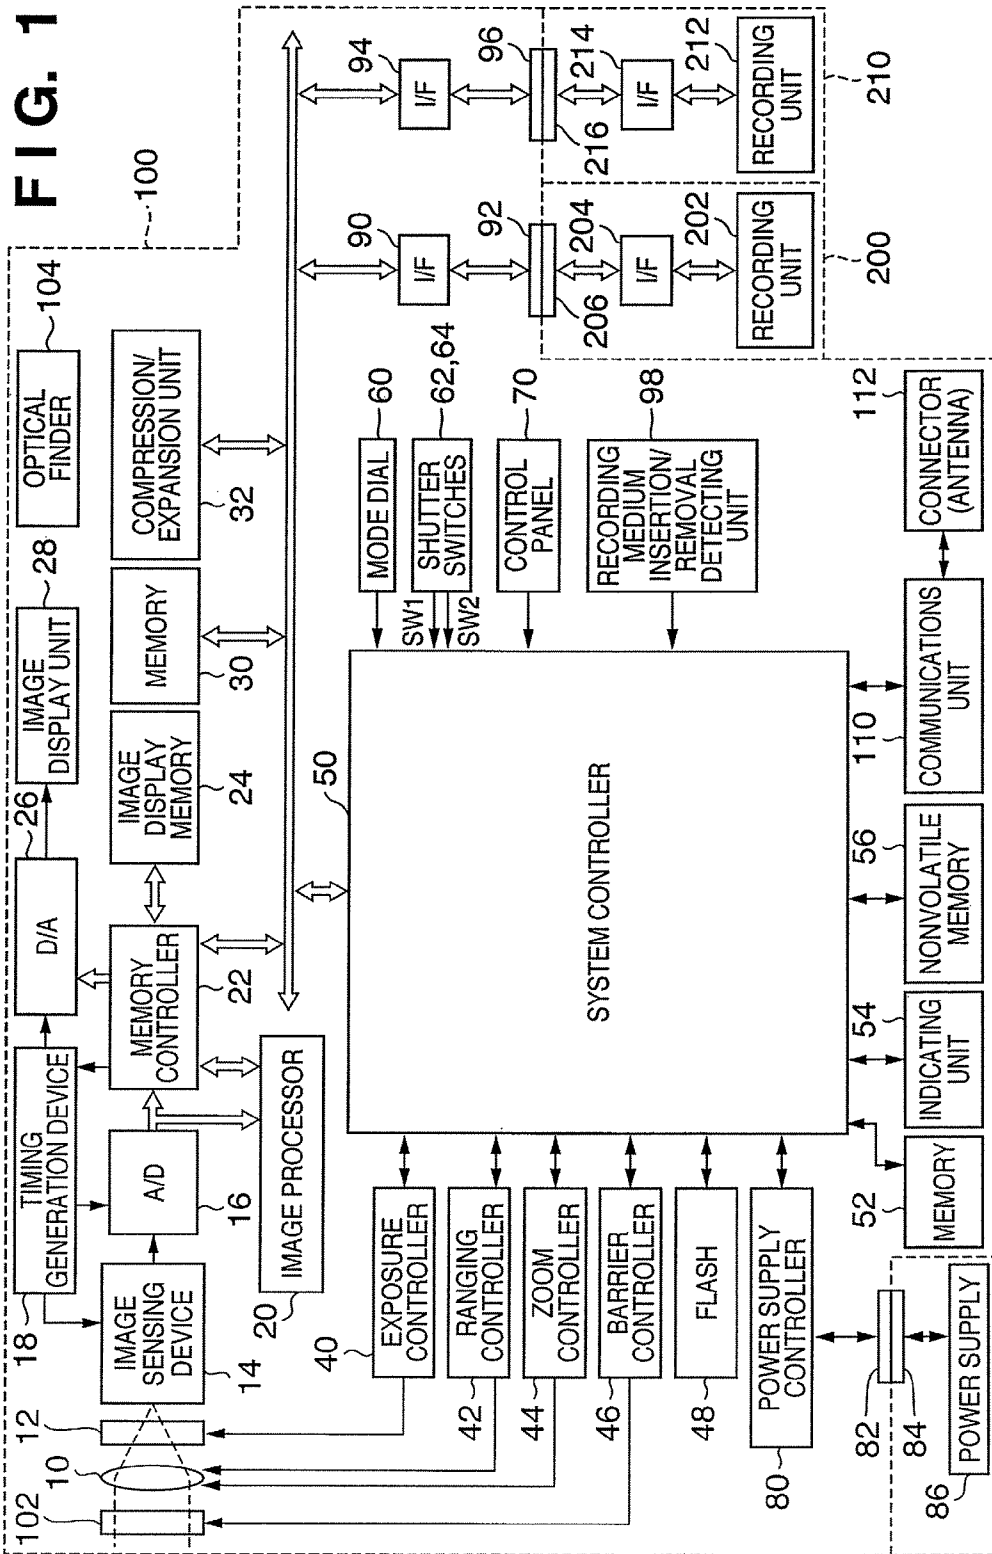 FIG. 1
102
10
12
14
IMAGE
SENSING
DEVICE
18
TIMING
GENERATION DEVICE
16
A/D
20
IMAGE PROCESSOR
22
MEMORY
CONTROLLER
26
D/A
24
IMAGE
DISPLAY
MEMORY
28
IMAGE
DISPLAY UNIT
30
MEMORY
32
COMPRESSION/
EXPANSION UNIT
104
OPTICAL
FINDER
100
40
EXPOSURE
CONTROLLER
42
RANGING
CONTROLLER
44
ZOOM
CONTROLLER
46
BARRIER
CONTROLLER
48
FLASH
80
POWER SUPPLY
CONTROLLER
82
84
86
POWER SUPPLY
50
SYSTEM CONTROLLER
52
MEMORY
54
INDICATING
UNIT
56
NONVOLATILE
MEMORY
110
COMMUNICATIONS
UNIT
112
CONNECTOR
(ANTENNA)
60
MODE DIAL
62,64
SHUTTER
SWITCHES
SW1
SW2
70
CONTROL
PANEL
98
RECORDING
MEDIUM
INSERTION/
REMOVAL
DETECTING
UNIT
90
I/F
92
206
204
I/F
202
RECORDING
UNIT
200
94
I/F
96
216
214
I/F
212
RECORDING
UNIT
210